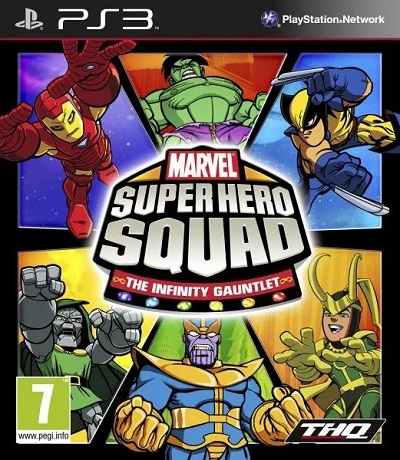 PS3
PlayStation®Network
MARVEL
SUPER HERO
SQUAD
THE INFINITY GAUNTLET
7
www.pegi.info
THQ